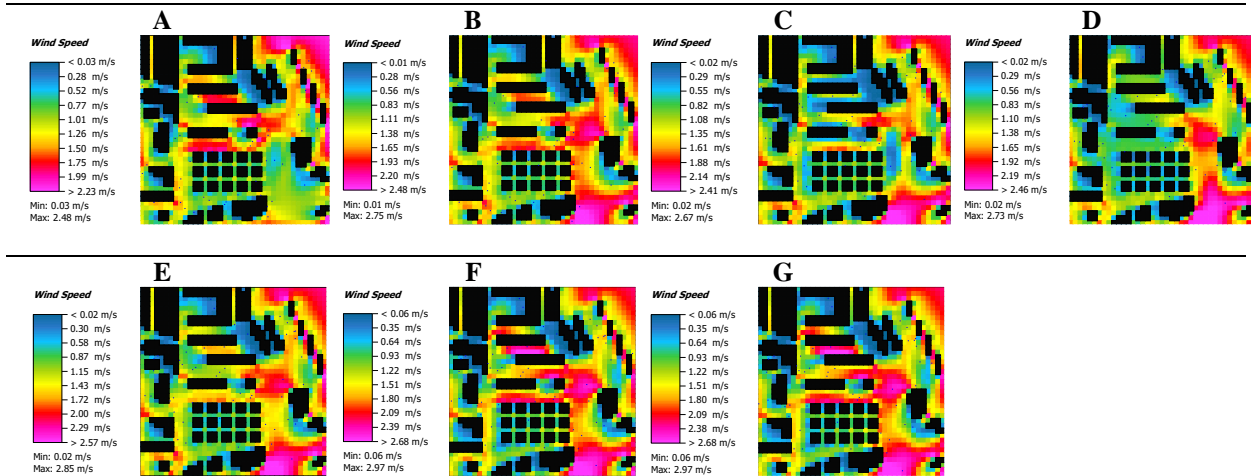 A B C D
Wind Speed
< 0.03 m/s
0.28 m/s
0.52 m/s
0.77 m/s
1.01 m/s
1.26 m/s
1.50 m/s
1.75 m/s
1.99 m/s
> 2.23 m/s
Min: 0.03 m/s
Max: 2.48 m/s
Wind Speed
< 0.01 m/s
0.28 m/s
0.56 m/s
0.83 m/s
1.11 m/s
1.38 m/s
1.65 m/s
1.93 m/s
2.20 m/s
> 2.48 m/s
Min: 0.01 m/s
Max: 2.75 m/s
Wind Speed
< 0.02 m/s
0.29 m/s
0.55 m/s
0.82 m/s
1.08 m/s
1.35 m/s
1.61 m/s
1.88 m/s
2.14 m/s
> 2.41 m/s
Min: 0.02 m/s
Max: 2.67 m/s
Wind Speed
< 0.02 m/s
0.29 m/s
0.56 m/s
0.83 m/s
1.10 m/s
1.38 m/s
1.65 m/s
1.92 m/s
2.19 m/s
> 2.46 m/s
Min: 0.02 m/s
Max: 2.73 m/s
E F G
Wind Speed
< 0.02 m/s
0.30 m/s
0.58 m/s
0.87 m/s
1.15 m/s
1.43 m/s
1.72 m/s
2.00 m/s
2.29 m/s
> 2.57 m/s
Min: 0.02 m/s
Max: 2.85 m/s
Wind Speed
< 0.06 m/s
0.35 m/s
0.64 m/s
0.93 m/s
1.22 m/s
1.51 m/s
1.80 m/s
2.09 m/s
2.39 m/s
> 2.68 m/s
Min: 0.06 m/s
Max: 2.97 m/s
Wind Speed
< 0.06 m/s
0.35 m/s
0.64 m/s
0.93 m/s
1.22 m/s
1.51 m/s
1.80 m/s
2.09 m/s
2.38 m/s
> 2.68 m/s
Min: 0.06 m/s
Max: 2.97 m/s